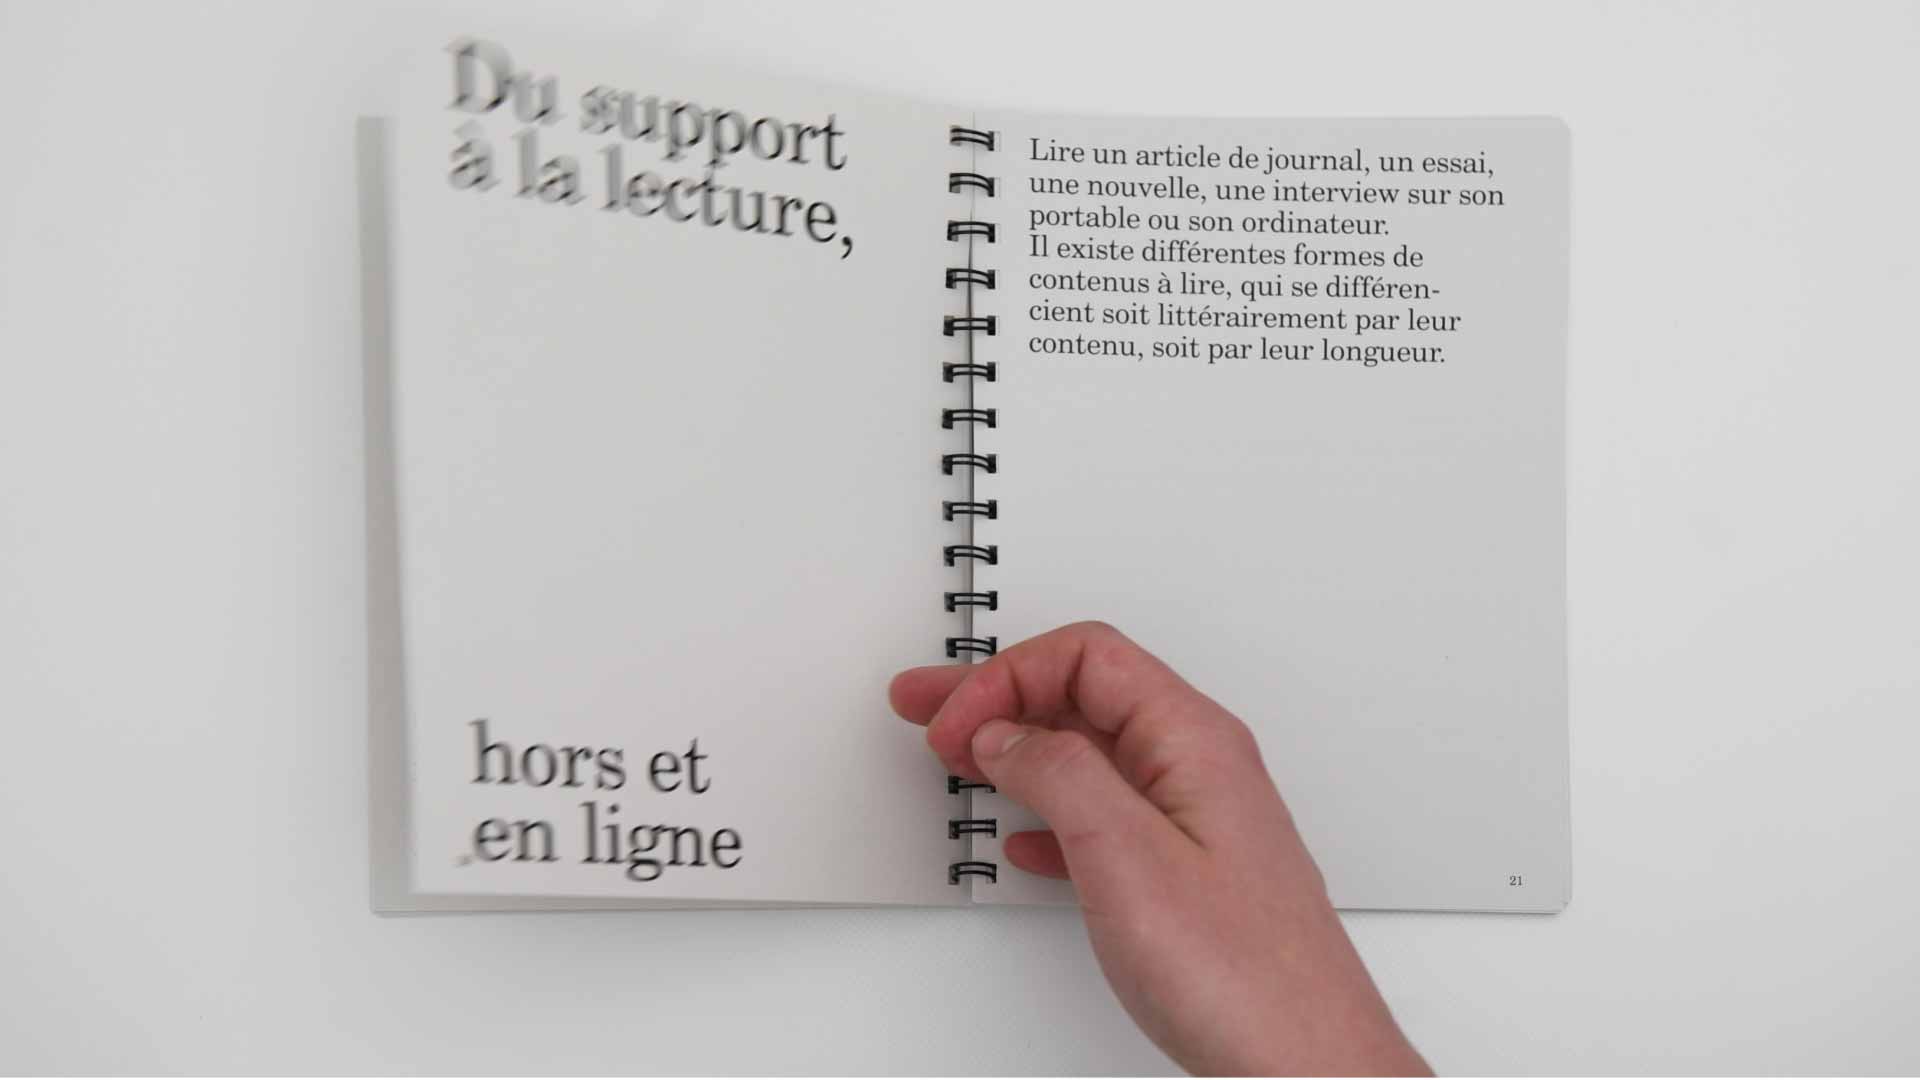 Du support
à la lecture,
hors et
en ligne
Lire un article de journal, un essai,
une nouvelle, une interview sur son
portable ou son ordinateur.
Il existe différentes formes de
contenus à lire, qui se différen-
cient soit littérairement par leur
contenu, soit par leur longueur.
21